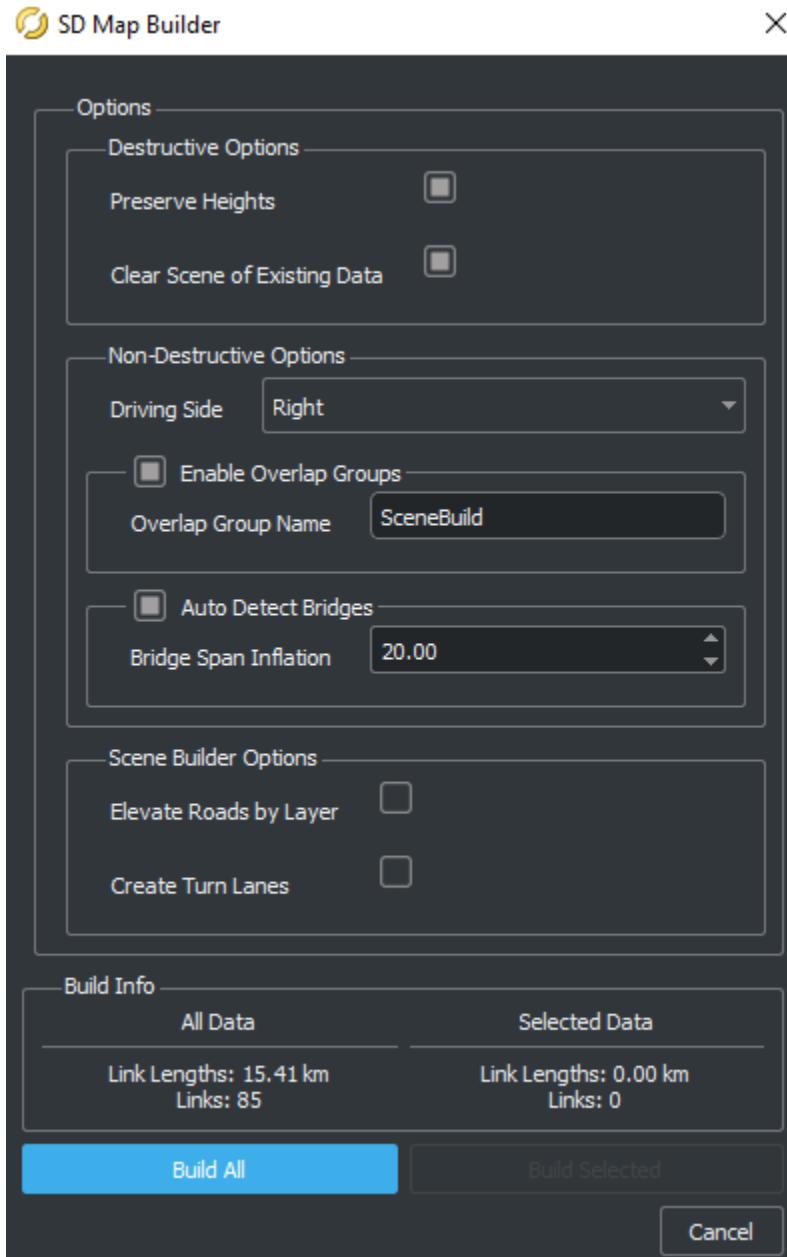 SD Map Builder
Options
Destructive Options
Preserve Heights
Clear Scene of Existing Data
Non-Destructive Options
Driving Side Right
Enable Overlap Groups
Overlap Group Name SceneBuild
Auto Detect Bridges
Bridge Span Inflation 20.00
Scene Builder Options
Elevate Roads by Layer
Create Turn Lanes
Build Info
All Data Selected Data
Link Lengths: 15.41 km Link Lengths: 0.00 km
Links: 85 Links: 0
Build All Build Selected
Cancel